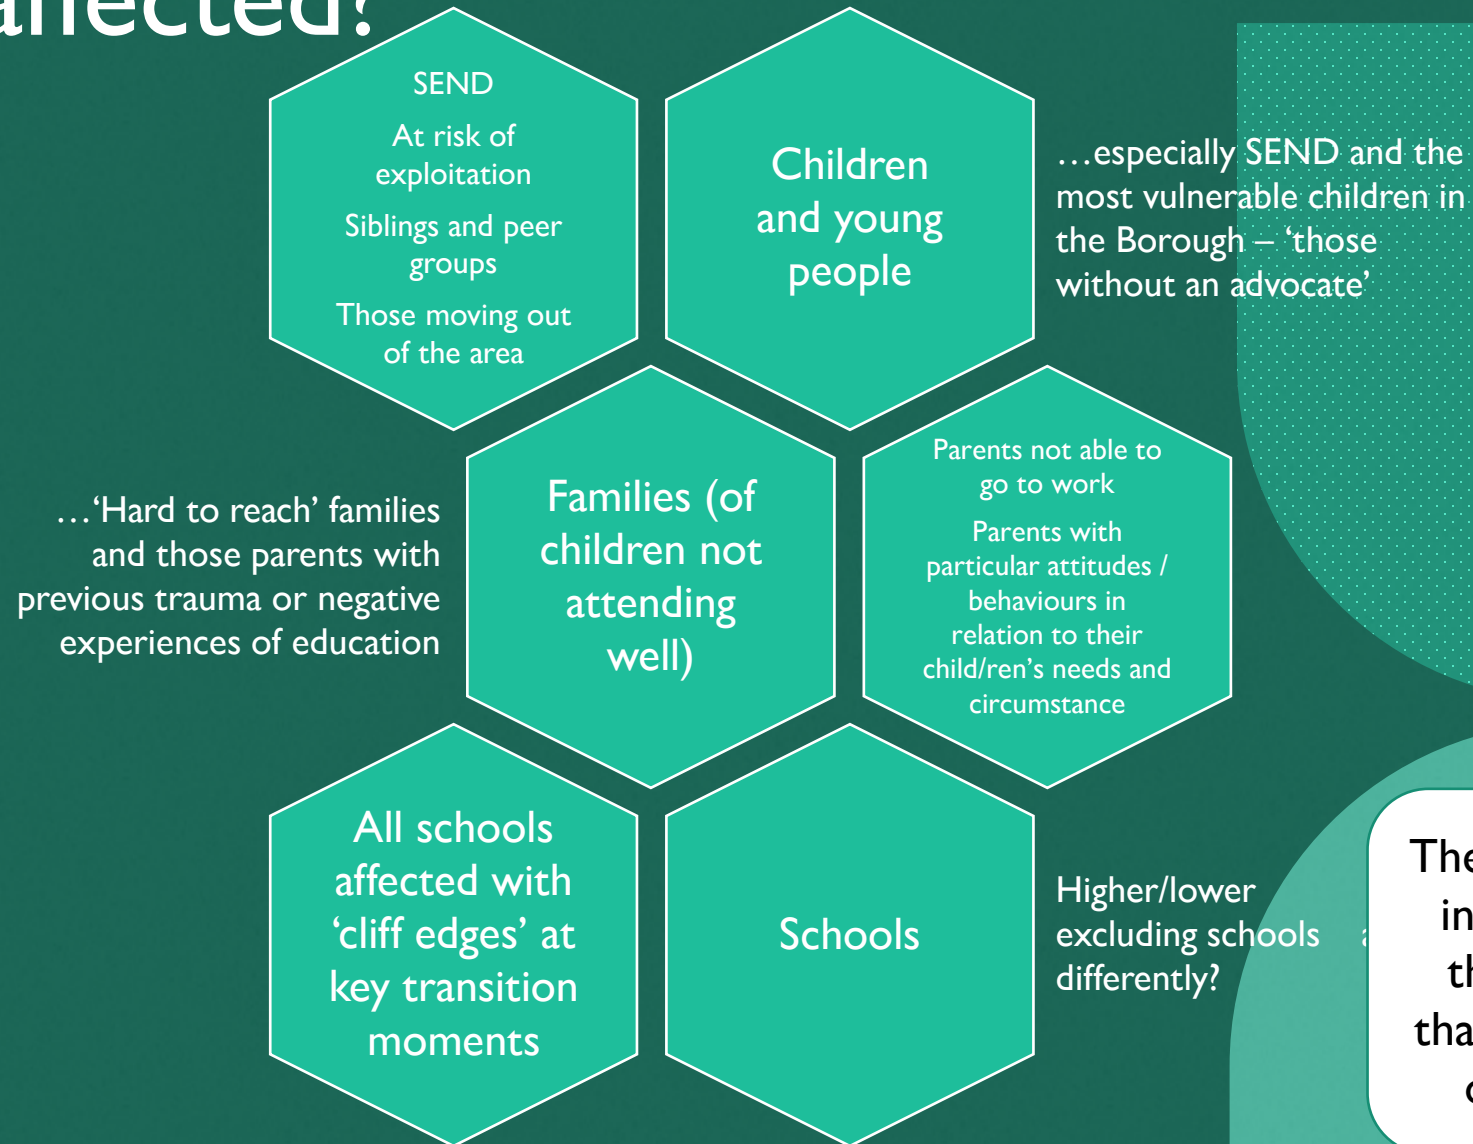 affected?
SEND
At risk of
exploitation
Siblings and peer
groups
Those moving out
of the area
Children
and young
people
…especially SEND and the
most vulnerable children in
the Borough – ‘those
without an advocate’
…‘Hard to reach’ families
and those parents with
previous trauma or negative
experiences of education
Families (of
children not
attending
well)
Parents not able to
go to work
Parents with
particular attitudes /
behaviours in
relation to their
child/ren’s needs and
circumstance
All schools
affected with
‘cliff edges’ at
key transition
moments
Schools
Higher/lower
excluding schools
differently?